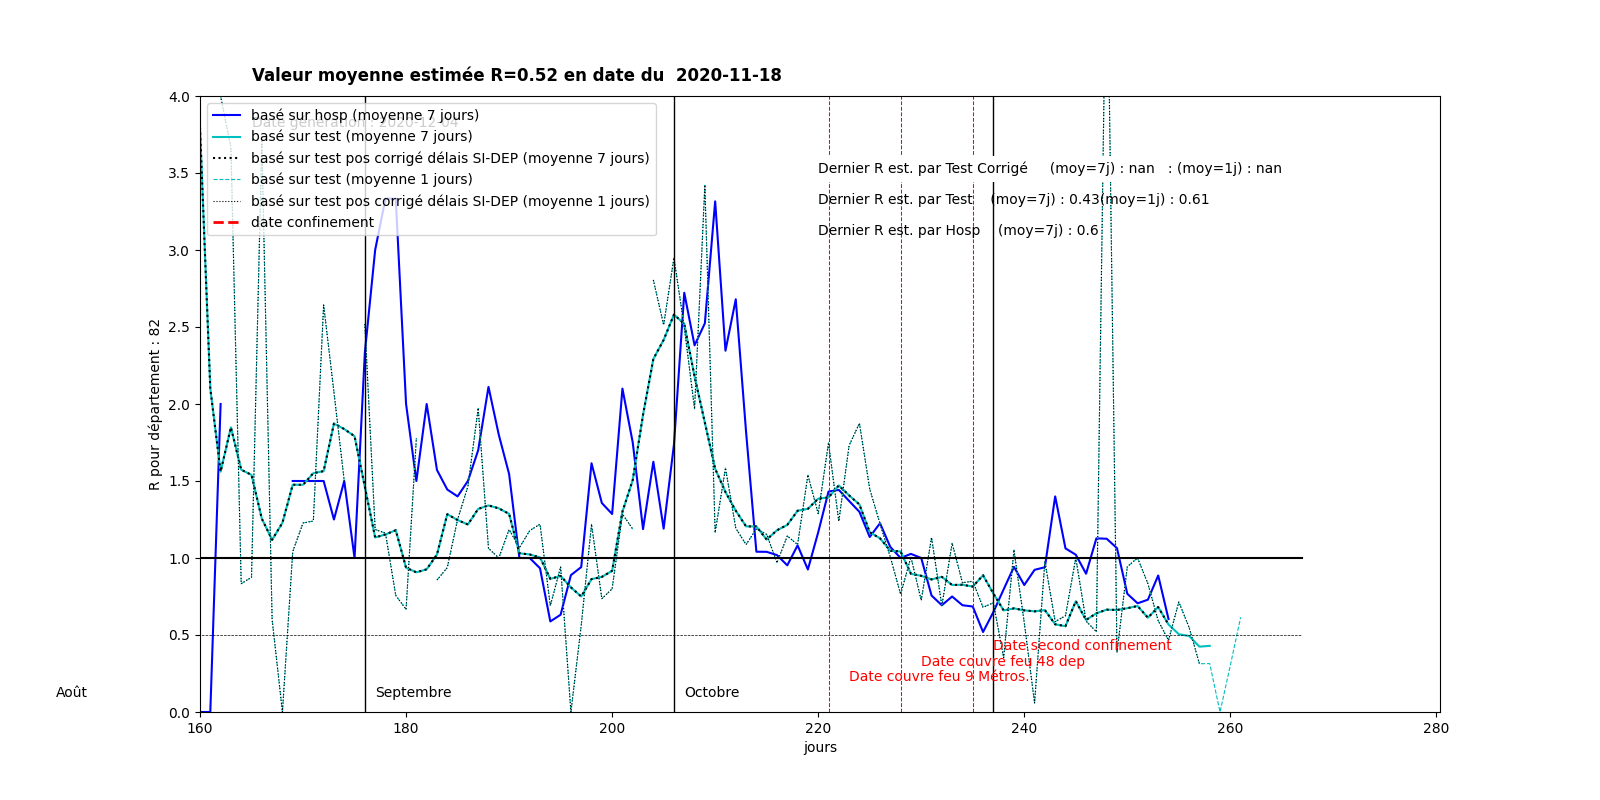 Valeur moyenne estimée R=0.52 en date du  2020-11-18
Date génération : 2020-12-04
basé sur hosp (moyenne 7 jours)
basé sur test (moyenne 7 jours)
basé sur test pos corrigé délais SI-DEP (moyenne 7 jours)
basé sur test (moyenne 1 jours)
basé sur test pos corrigé délais SI-DEP (moyenne 1 jours)
date confinement
Dernier R est. par Test Corrigé     (moy=7j) : nan   : (moy=1j) : nan
Dernier R est. par Test    (moy=7j) : 0.43(moy=1j) : 0.61
Dernier R est. par Hosp    (moy=7j) : 0.6
4.0
3.5
3.0
2.5
2.0
1.5
1.0
0.5
0.0
R pour département : 82
Date second confinement
Date couvre feu 48 dep
Date couvre feu 9 Métros.
Août
Septembre
Octobre
160
180
200
220
240
260
280
jours